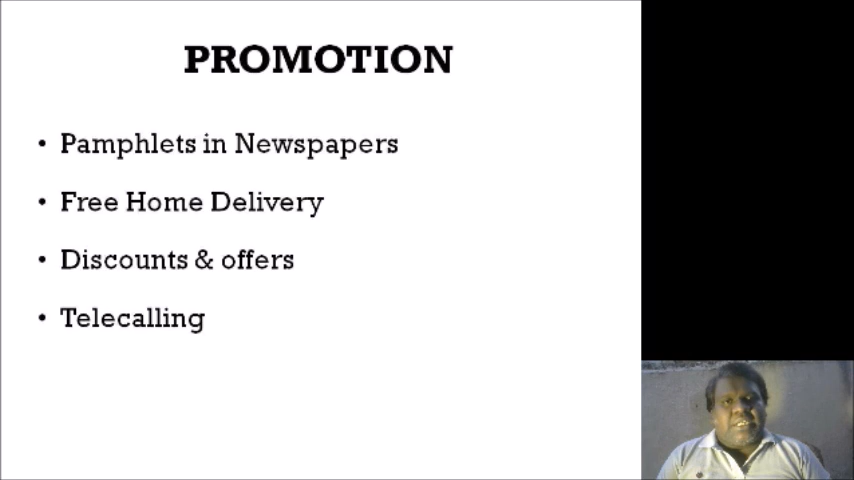 PROMOTION
• Pamphlets in Newspapers
• Free Home Delivery
• Discounts & offers
• Telecalling